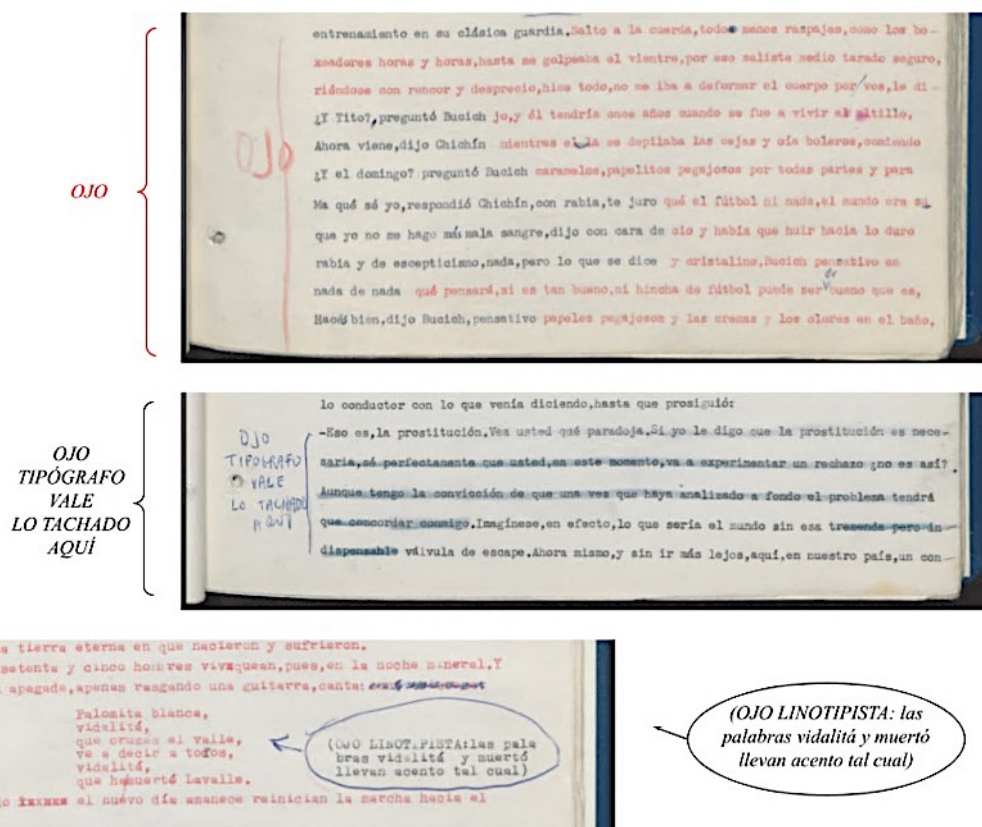 OJO
OJO
entrenamiento en su clásica guardia.Salto a la cuerda,todos menos raspajes,como los bo-
xeadores horas y horas,hasta me golpeaba el vientre,por eso saliste medio tarado seguro,
riéndose con rencor y desprecio,hice todo,no me iba a deformar el cuerpo por vos,le di-
¿Y Tito?,preguntó Bucich jo,y él tendría once años cuando se fue a vivir al altillo,
Ahora viene,dijo Chichín mientras ella se depilaba las cejas y oía boleros,comiendo
¿Y el domingo? preguntó Bucich caramelos,papelitos pegajosos por todas partes y para
Ma qué sé yo,respondió Chichín,con rabia,te juro qué el fútbol ni nada,el mundo era su
que yo no me hago más mala sangre,dijo con cara de cio y había que huir hacia lo duro
rabia y de escepticismo,nada,pero lo que se dice y cristalino,Bucich pensativo en
nada de nada qué pensará,si es tan bueno,ni hincha de fútbol puede ser de bueno que es,
Hacés bien,dijo Bucich,pensativo papeles pegajosos y las cremas y los olores en el baño,
OJO
TIPÓGRAFO
VALE
LO TACHADO
AQUÍ
OJO
TIPÓGRAFO
VALE
LO TACHADO
AQUÍ
lo conductor con lo que venía diciendo,hasta que prosiguió:
-Eso es,la prostitución.Vea usted qué paradoja.Si yo le digo que la prostitución es nece-
saria,sé perfectamente que usted,en este momento,va a experimentar un rechazo ¿no es así?
Aunque tengo la convicción de que una vez que haya analizado a fondo el problema tendrá
que concordar conmigo.Imagínese,en efecto,lo que sería el mundo sin esa tremenda pero in
dispensable válvula de escape.Ahora mismo,y sin ir más lejos,aquí,en nuestro país,un con-
a tierra eterna en que nacieron y sufrieron.
setenta y cinco hombres vivaquean,pues,en la noche mineral.Y
apagada,apenas rasgando una guitarra,canta:
Palomita blanca,
vidalitá,
que cruzas el valle,
ve a decir a todos,
vidalitá,
que ha muertó Lavalle.
(OJO LINOTIPISTA:las pala
bras vidalitá y muertó
llevan acento tal cual)
el nuevo día amanece reinician la marcha hacia el
(OJO LINOTIPISTA: las
palabras vidalitá y muertó
llevan acento tal cual)